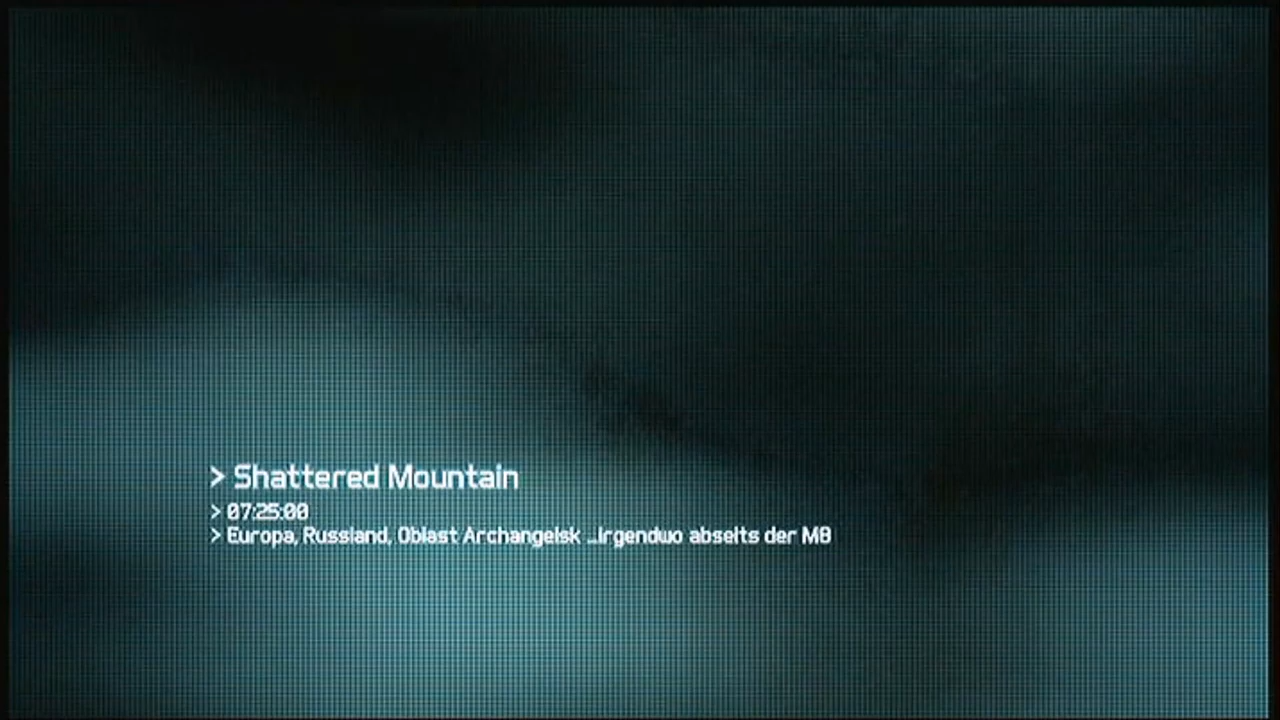 > Shattered Mountain
> 07:25:00
> Europa, Russland, Oblast Archangelsk ...irgendwo abseits der M8